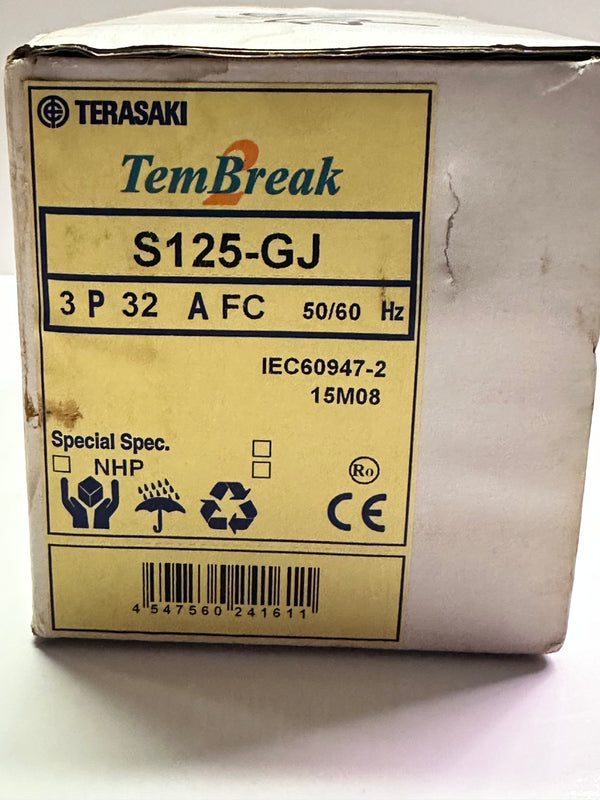 TERASAKI
TemBreak 2
S125-GJ
3 P 32 A FC 50/60 Hz
IEC60947-2
15M08
Special Spec.
NHP
Ro
CE
4 547560 241611